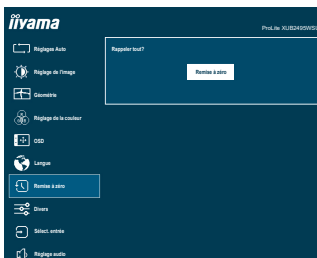 iiyama
ProLite XUB2495WSU
Réglages Auto
Rappeler tout?
Réglage de l'image
Remise à zéro
Géométrie
Réglage de la couleur
OSD
Langue
Remise à zéro
Divers
Sélect. entrée
Réglage audio